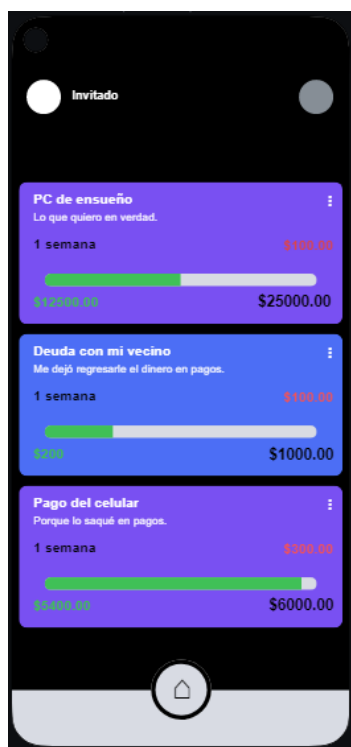 Invitado
PC de ensueño
Lo que quiero en verdad.
1 semana
$100.00
$12500.00
$25000.00
Deuda con mi vecino
Me dejó regresarle el dinero en pagos.
1 semana
$100.00
$200
$1000.00
Pago del celular
Porque lo saqué en pagos.
1 semana
$300.00
$5400.00
$6000.00